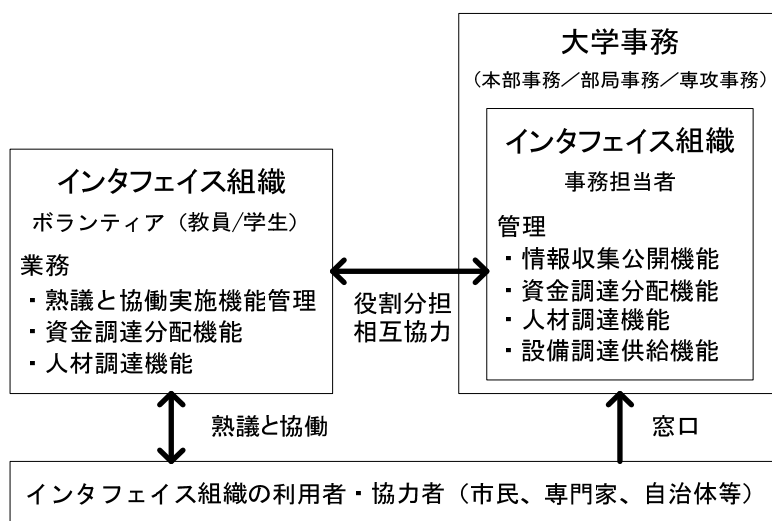 大学事務
（本部事務／部局事務／専攻事務）
インタフェイス組織
事務担当者
管理
・情報収集公開機能
・資金調達分配機能
・人材調達機能
・設備調達供給機能
インタフェイス組織
ボランティア（教員/学生）
業務
・熟議と協働実施機能管理
・資金調達分配機能
・人材調達機能
役割分担
相互協力
熟議と協働
窓口
インタフェイス組織の利用者・協力者（市民、専門家、自治体等）